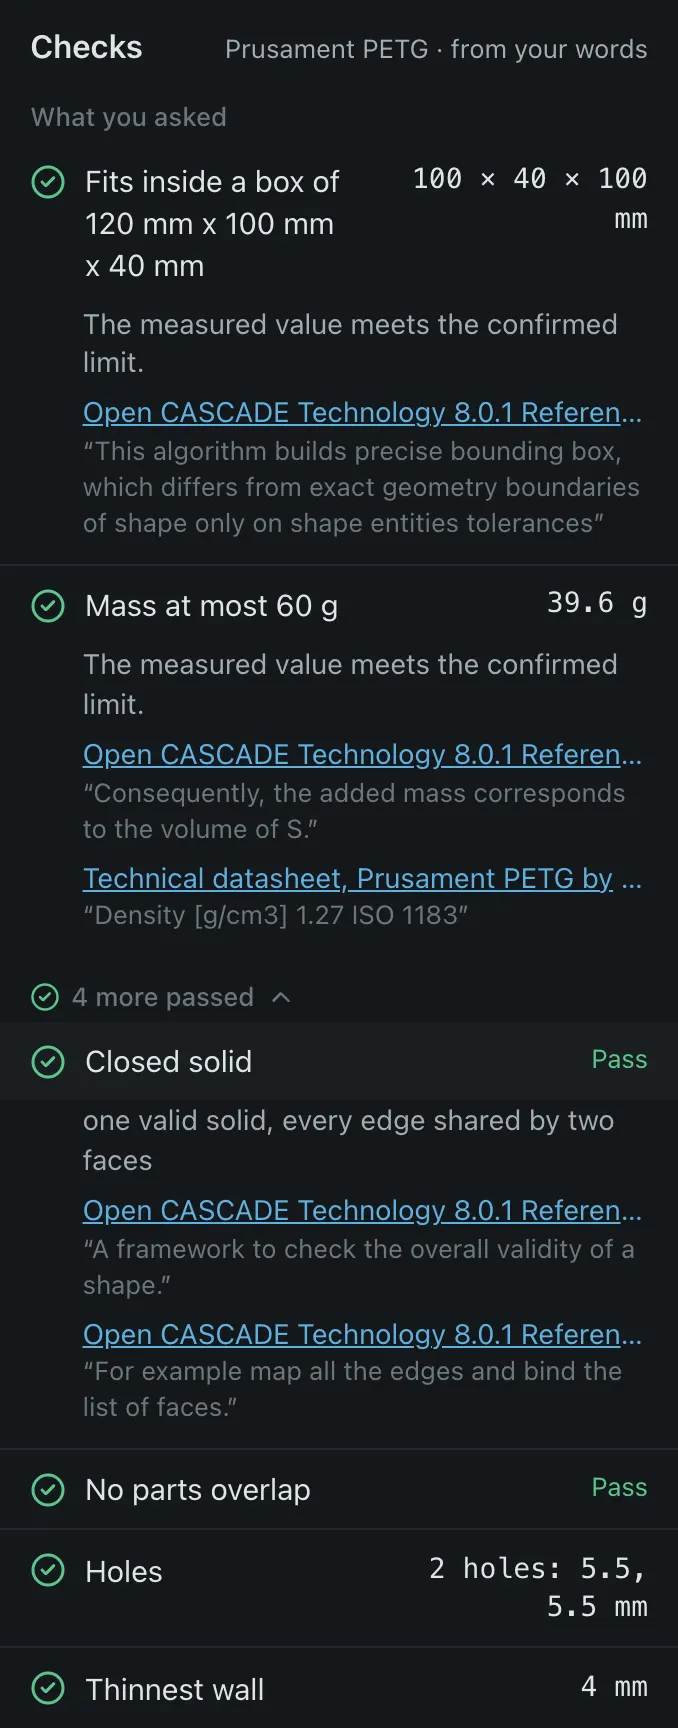 Checks
Prusament PETG · from your words
What you asked
Fits inside a box of
120 mm x 100 mm
x 40 mm
100 × 40 × 100
mm
The measured value meets the confirmed
limit.
Open CASCADE Technology 8.0.1 Referen...
“This algorithm builds precise bounding box,
which differs from exact geometry boundaries
of shape only on shape entities tolerances”
Mass at most 60 g
39.6 g
The measured value meets the confirmed
limit.
Open CASCADE Technology 8.0.1 Referen...
“Consequently, the added mass corresponds
to the volume of S.”
Technical datasheet, Prusament PETG by ...
“Density [g/cm3] 1.27 ISO 1183”
4 more passed
Closed solid
Pass
one valid solid, every edge shared by two
faces
Open CASCADE Technology 8.0.1 Referen...
“A framework to check the overall validity of a
shape.”
Open CASCADE Technology 8.0.1 Referen...
“For example map all the edges and bind the
list of faces.”
No parts overlap
Pass
Holes
2 holes: 5.5,
5.5 mm
Thinnest wall
4 mm